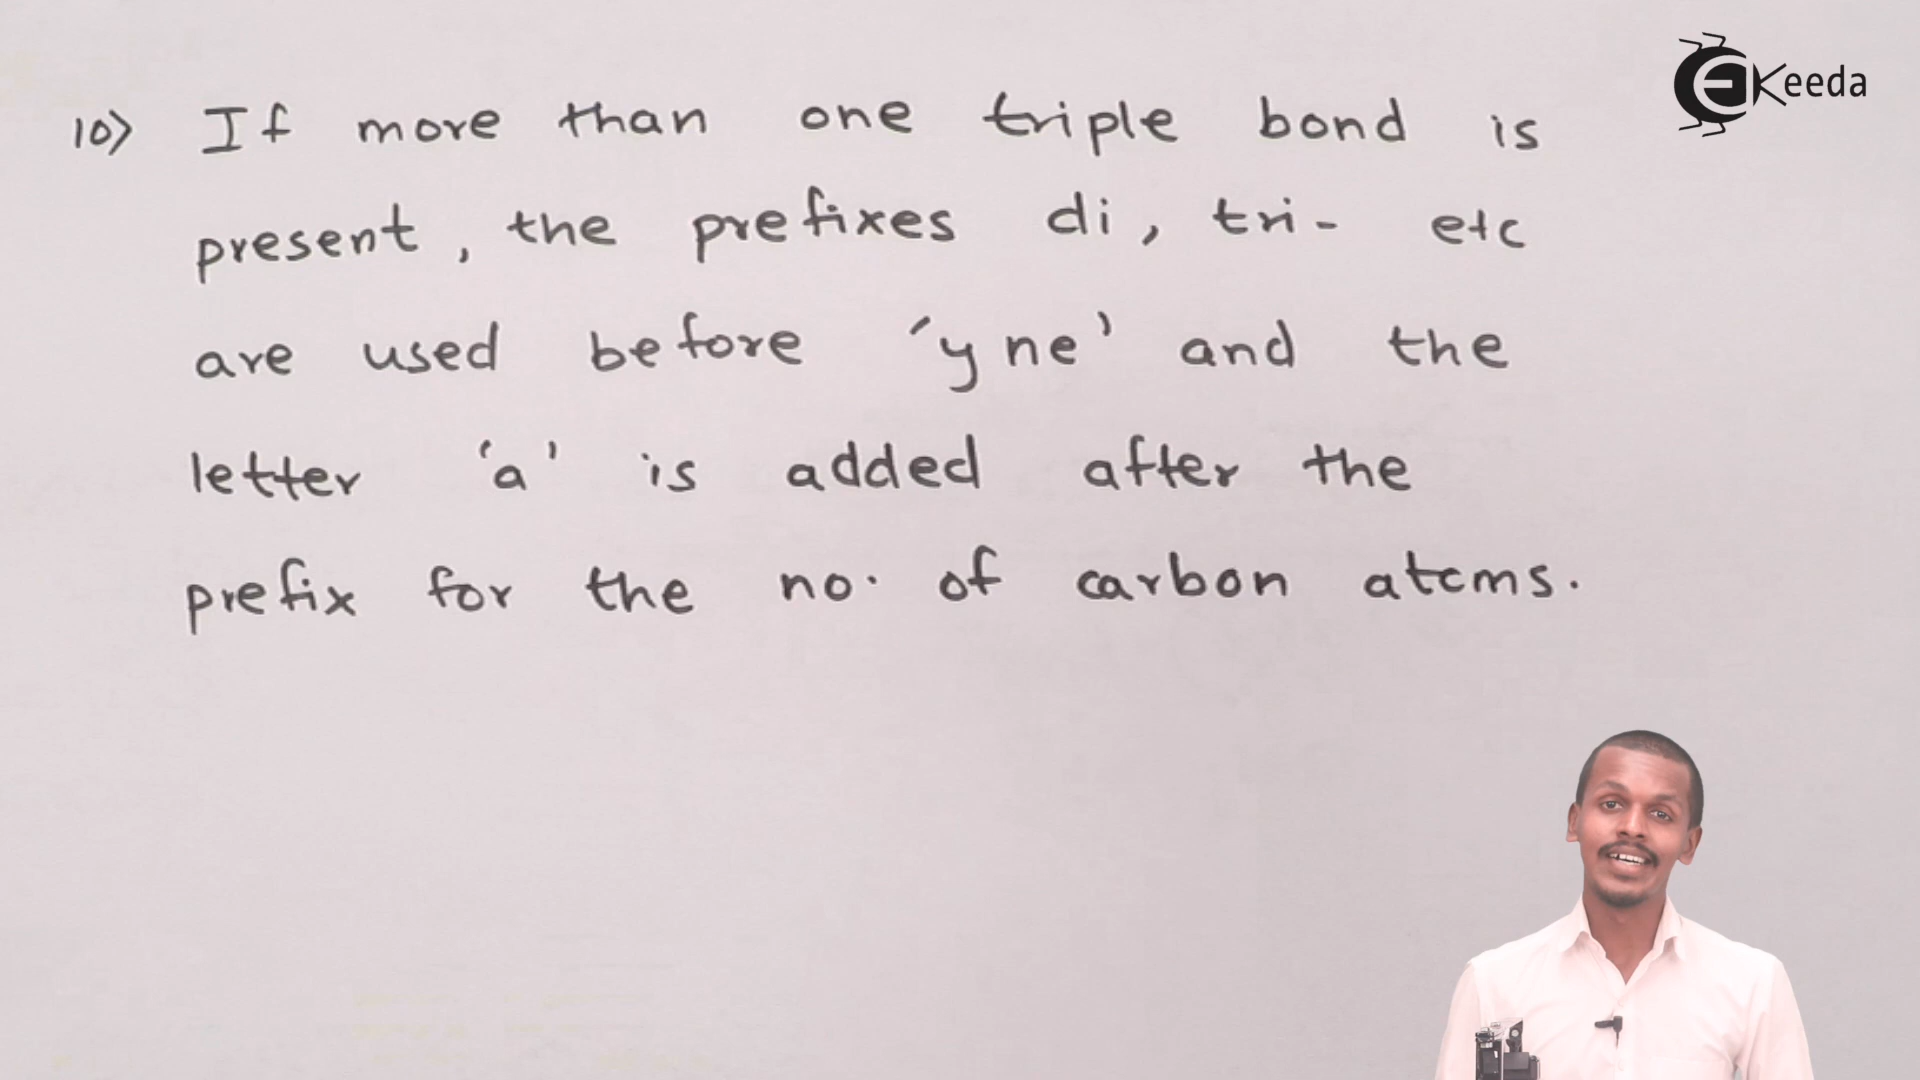 EKeeda
10) If more than one triple bond is
present, the prefixes di, tri- etc
are used before 'yne' and the
letter 'a' is added after the
prefix for the no. of carbon atoms.